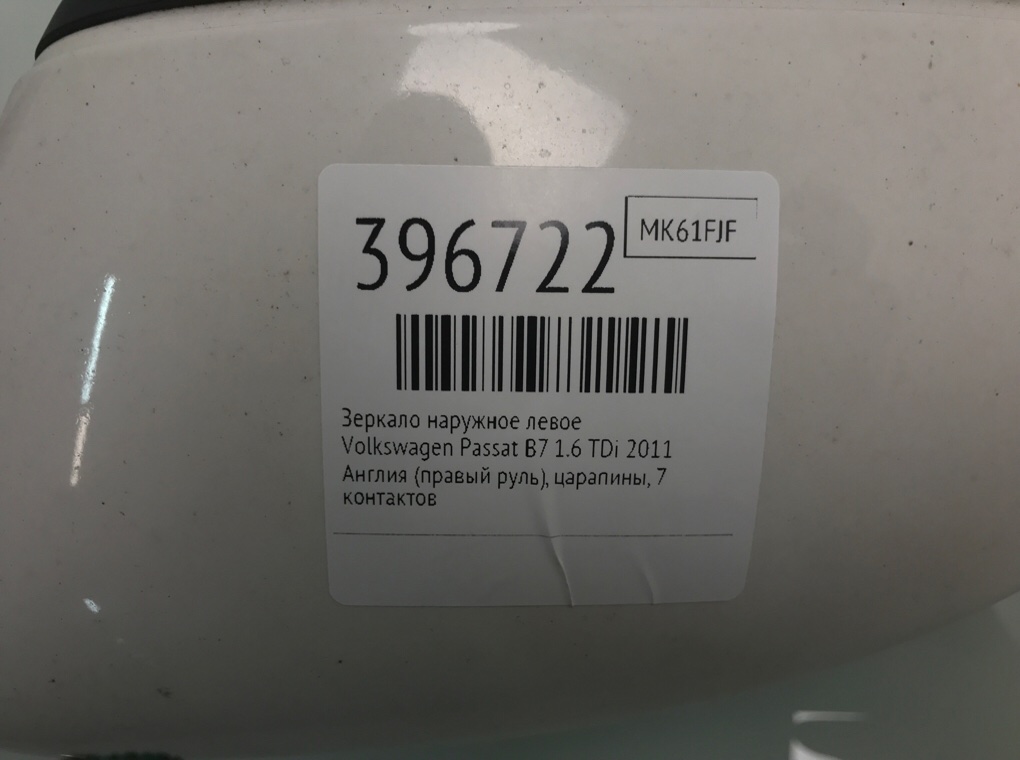 396722
MK61FJF
Зеркало наружное левое
Volkswagen Passat B7 1.6 TDi 2011
Англия (правый руль), царапины, 7
контактов